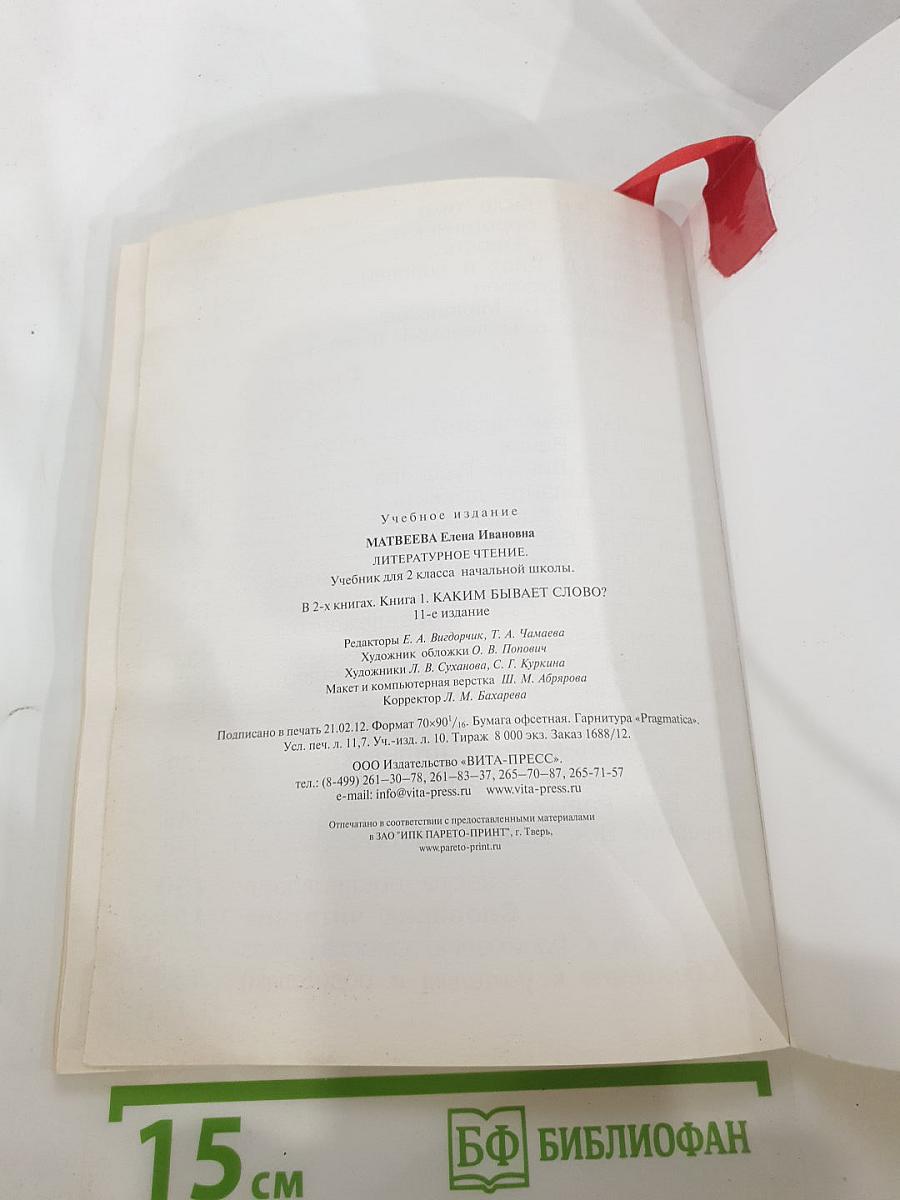 Учебное издание
МАТВЕЕВА Елена Ивановна
ЛИТЕРАТУРНОЕ ЧТЕНИЕ.
Учебник для 2 класса начальной школы.
В 2-х книгах. Книга 1. КАКИМ БЫВАЕТ СЛОВО?
11-е издание
Редакторы Е. А. Вигдорчик, Т. А. Чамаева
Художник обложки О. В. Попович
Художники Л. В. Суханова, С. Г. Куркина
Макет и компьютерная верстка Ш. М. Абрярова
Корректор Л. М. Бахарева
Подписано в печать 21.02.12. Формат 70×90¹/₁₆. Бумага офсетная. Гарнитура «Pragmatica».
Усл. печ. л. 11,7. Уч.-изд. л. 10. Тираж 8 000 экз. Заказ 1688/12.
ООО Издательство «ВИТА-ПРЕСС».
тел.: (8-499) 261—30—78, 261—83—37, 265—70—87, 265-71-57
e-mail: info@vita-press.ru www.vita-press.ru
Отпечатано в соответствии с предоставленными материалами
в ЗАО "ИПК ПАРЕТО-ПРИНТ", г. Тверь,
www.pareto-print.ru
15 см
БФ БИБЛИОФАН